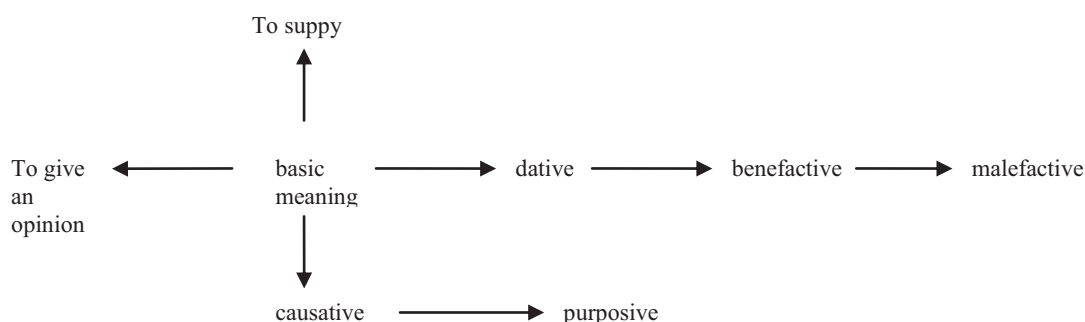 To suppy
To give
an
opinion
basic
meaning
dative
benefactive
malefactive
causative
purposive